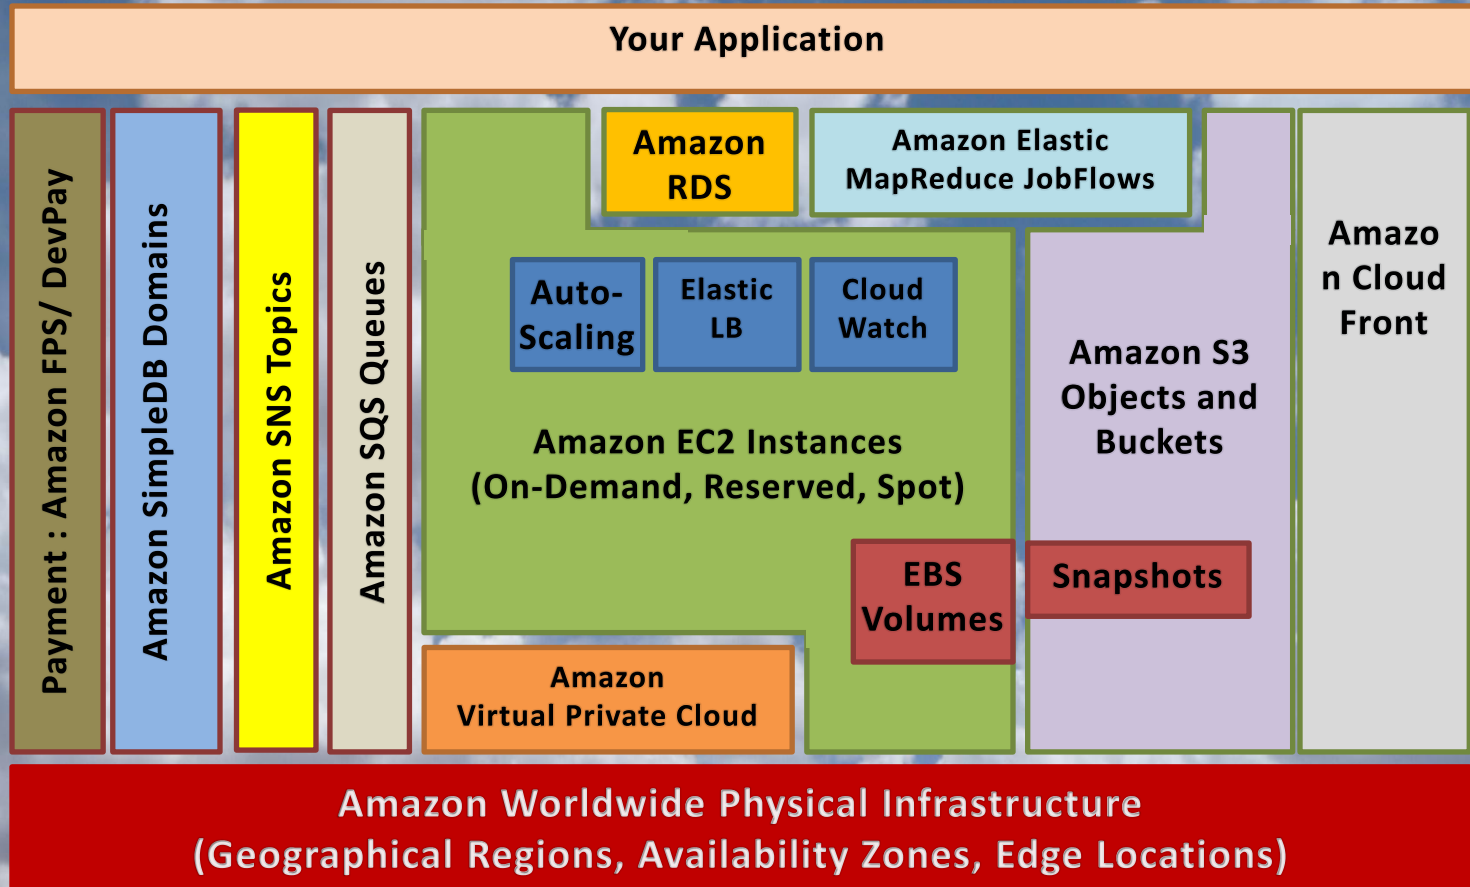 Your Application
Payment : Amazon FPS/ DevPay
Amazon SimpleDB Domains
Amazon SNS Topics
Amazon SQS Queues
Amazon
RDS
Amazon Elastic
MapReduce JobFlows
Auto-
Scaling
Elastic
LB
Cloud
Watch
Amazon EC2 Instances
(On-Demand, Reserved, Spot)
EBS
Volumes
Amazon
Virtual Private Cloud
Amazon S3
Objects and
Buckets
Snapshots
Amazo
n Cloud
Front
Amazon Worldwide Physical Infrastructure
(Geographical Regions, Availability Zones, Edge Locations)